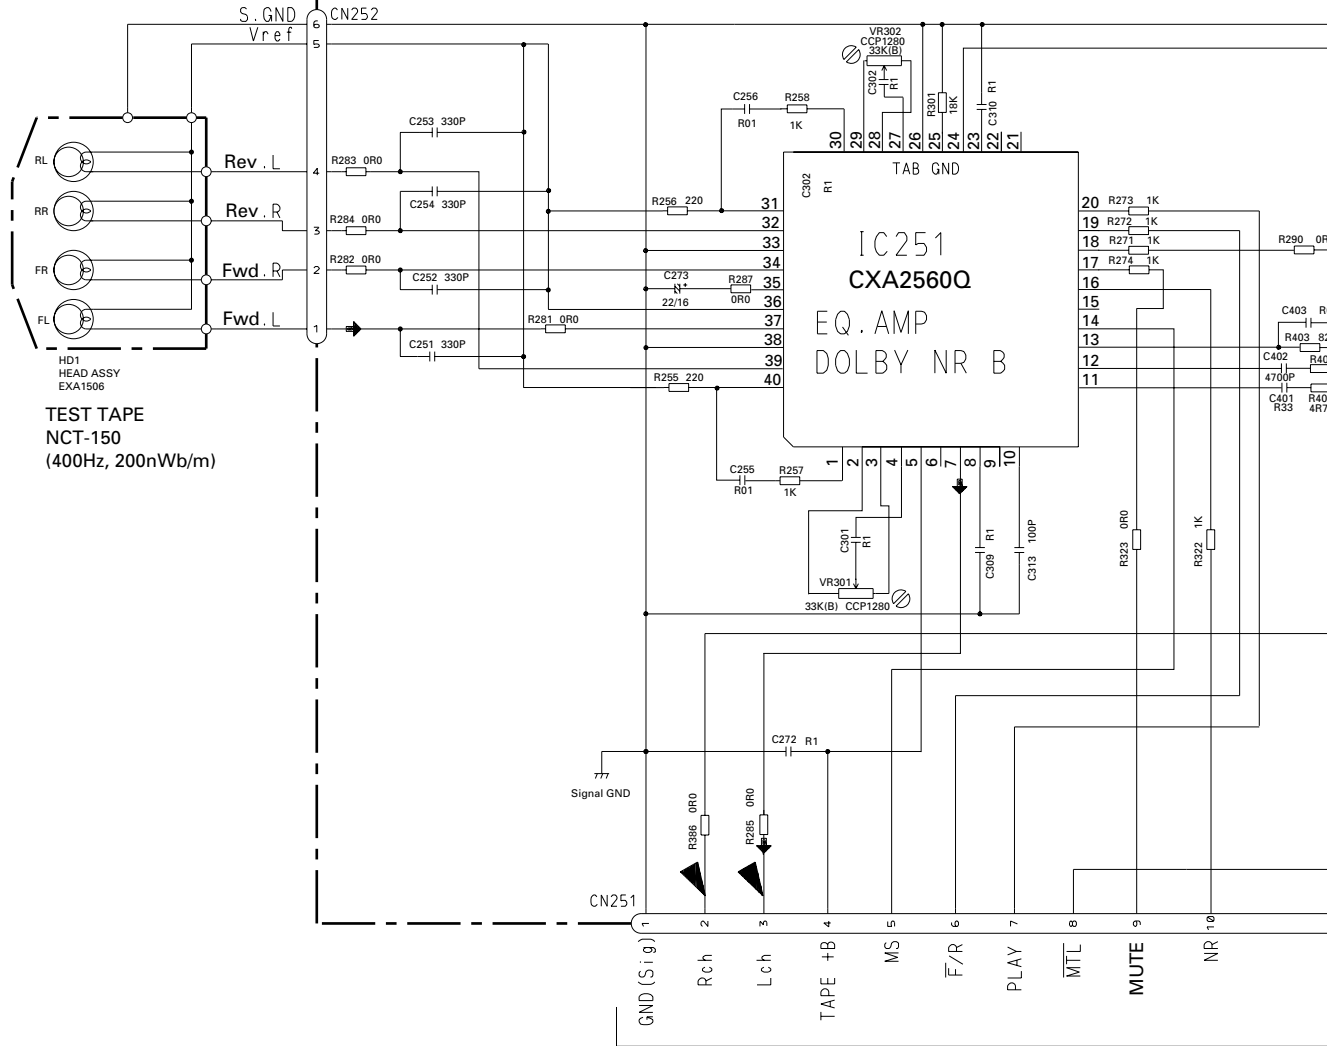 S.GND
CN252
Vref
6
5
VR302
CCP1280
33K(B)
C302
R1
R301
18K
C310 R1
C256
R01
R258
1K
C253 330P
RL
Rev.L
4
R283 0R0
RR
Rev.R
3
R284 0R0
C254 330P
FR
Fwd.R
2
R282 0R0
C252 330P
FL
Fwd.L
1
R281 0R0
C251 330P
HD1
HEAD ASSY
EXA1506
TEST TAPE
NCT-150
(400Hz, 200nWb/m)
30 29 28 27 26 25 24 23 22 21
TAB GND
C302
R1
R256 220
31
32
33
34
35
36
37
38
39
40
C273
+
22/16
R287
0R0
R255 220
IC251
CXA2560Q
EQ.AMP
DOLBY NR B
20
19
18
17
16
15
14
13
12
11
R273 1K
R272 1K
R271 1K
R274 1K
R290 0R
C403
R403 82
C402
4700P
R40
C401
R33
R40
4R7
1 2 3 4 5 6 7 8 9 10
C255
R01
R257
1K
C301
R1
VR301
33K(B) CCP1280
C309 R1
C313 100P
R323 0R0
R322 1K
C272 R1
Signal GND
R386 0R0
R285 0R0
CN251
1 2 3 4 5 6 7 8 9 10
GND(Sig)
Rch
Lch
TAPE +B
MS
F̅/R
PLAY
M̅T̅L̅
MUTE
NR